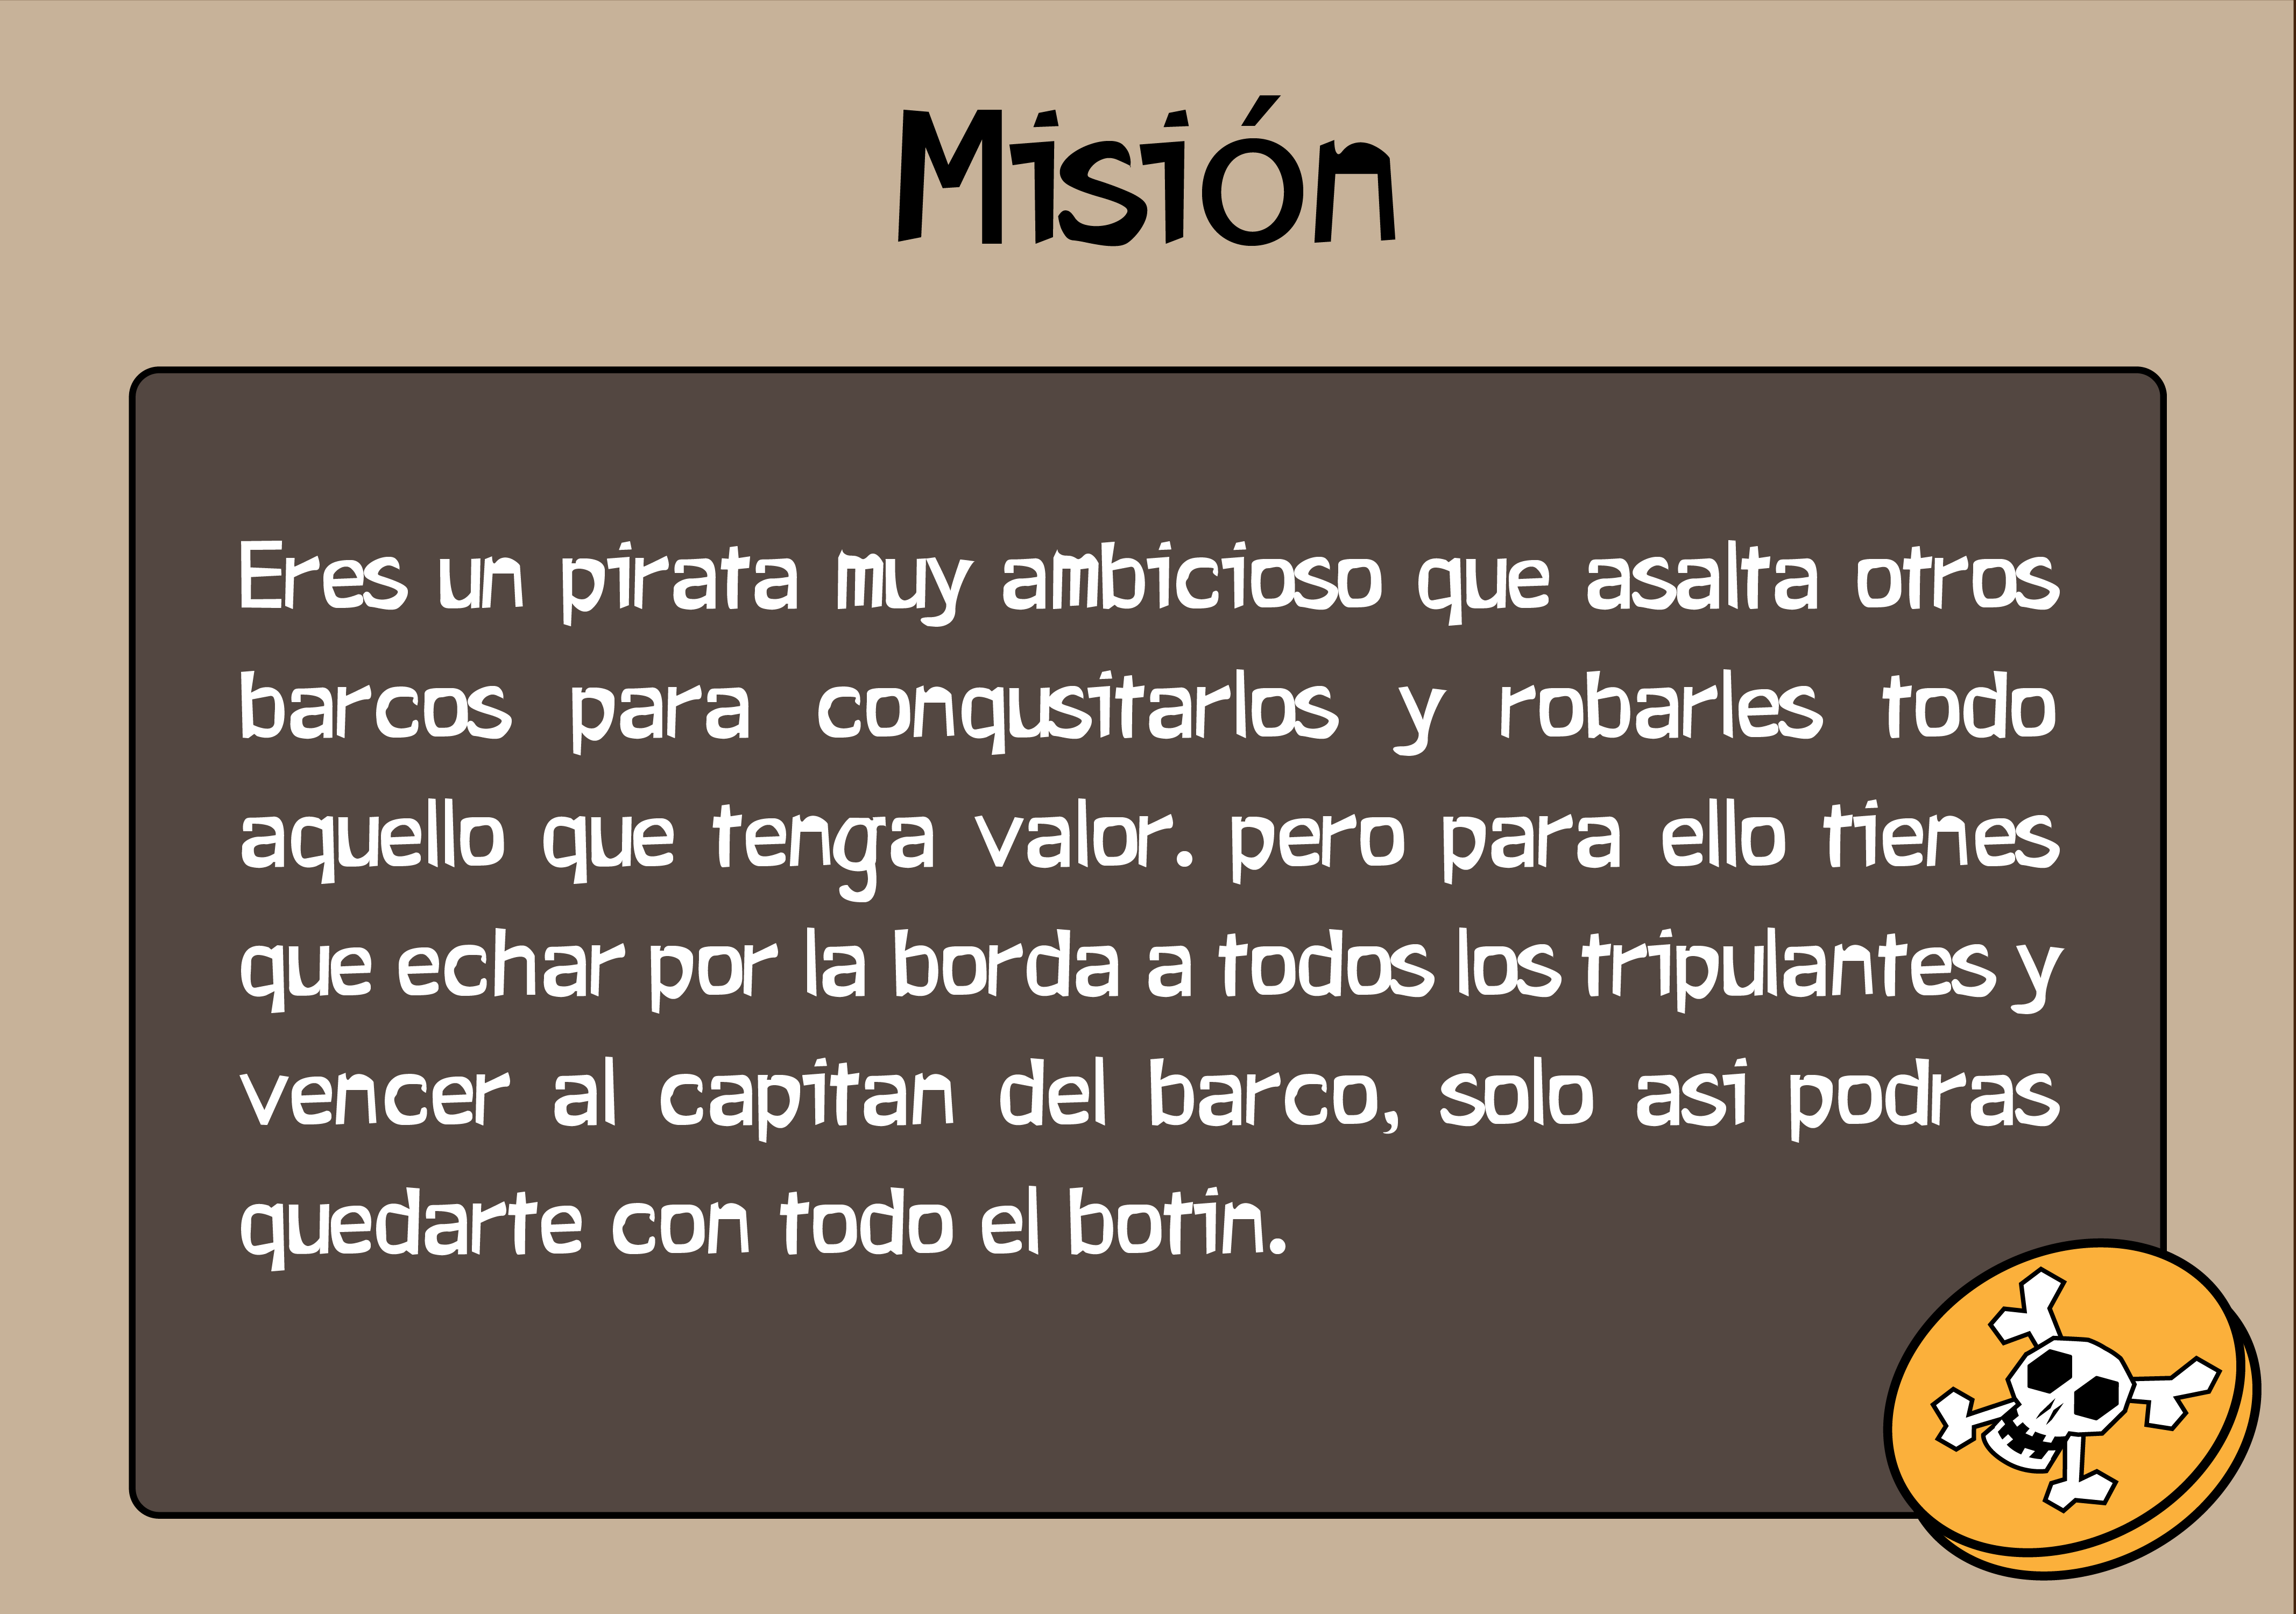 Misión
Eres un pirata muy ambicioso que asalta otros
barcos para conqusitarlos y robarles todo
aquello que tenga valor. pero para ello tienes
que echar por la borda a todos los tripulantes y
vencer al capitan del barco, solo asi podras
quedarte con todo el botin.